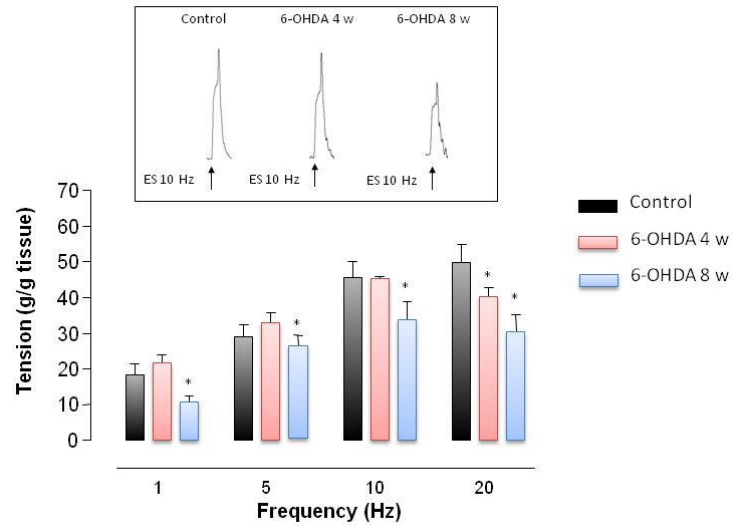 Control 6-OHDA 4 w 6-OHDA 8 w
ES 10 Hz ES 10 Hz ES 10 Hz
Tension (g/g tissue)
70
60
50
40
30
20
10
0
* * * * *
1 5 10 20
Frequency (Hz)
Control
6-OHDA 4 w
6-OHDA 8 w